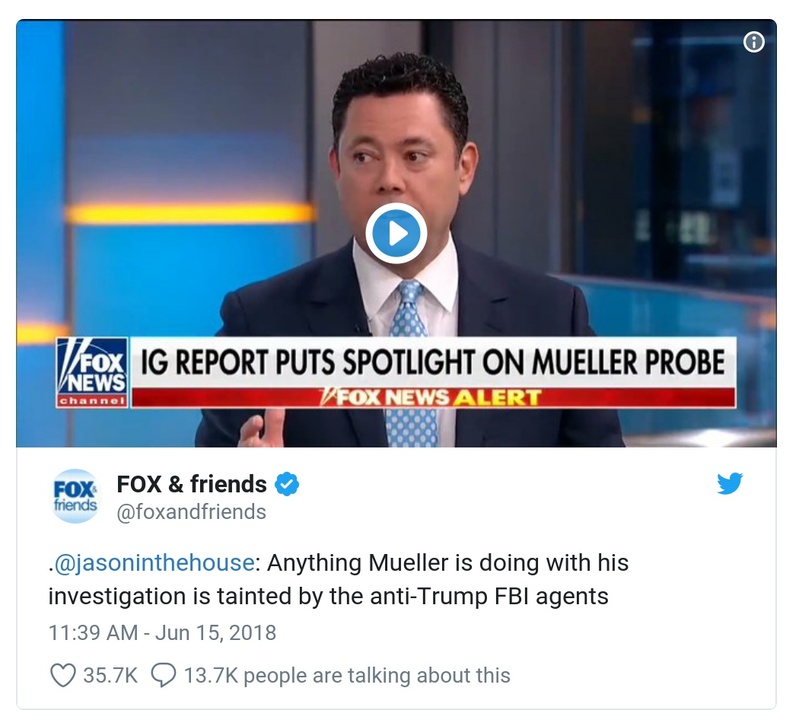 FOX
NEWS
channel
IG REPORT PUTS SPOTLIGHT ON MUELLER PROBE
FOX NEWS ALERT
FOX&
friends
FOX & friends
@foxandfriends
.@jasoninthehouse: Anything Mueller is doing with his
investigation is tainted by the anti-Trump FBI agents
11:39 AM - Jun 15, 2018
35.7K 13.7K people are talking about this